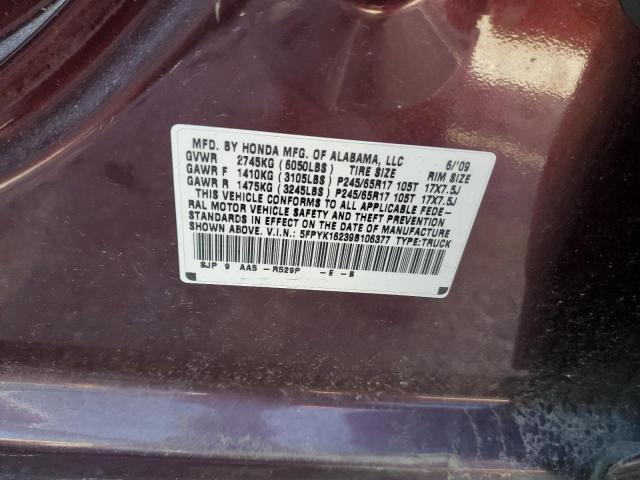 MFD. BY HONDA MFG. OF ALABAMA, LLC 6/'09
GVWR 2745KG (6050LBS) TIRE SIZE RIM SIZE
GAWR F 1410KG (3105LBS) P245/65R17 105T 17X7.5J
GAWR R 1475KG (3245LBS) P245/65R17 105T 17X7.5J
THIS VEHICLE CONFORMS TO ALL APPLICABLE FEDE-
RAL MOTOR VEHICLE SAFETY AND THEFT PREVENTION
STANDARDS IN EFFECT ON THE DATE OF MANUFACTURE
SHOWN ABOVE. V.I.N.: 5FPYK16239B106377 TYPE:TRUCK
SJP 9 AA5 -R529P -E -B